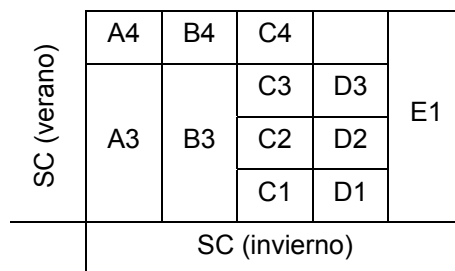 SC (verano)
A4 B4 C4
C3 D3
E1
A3 B3 C2 D2
C1 D1
SC (invierno)